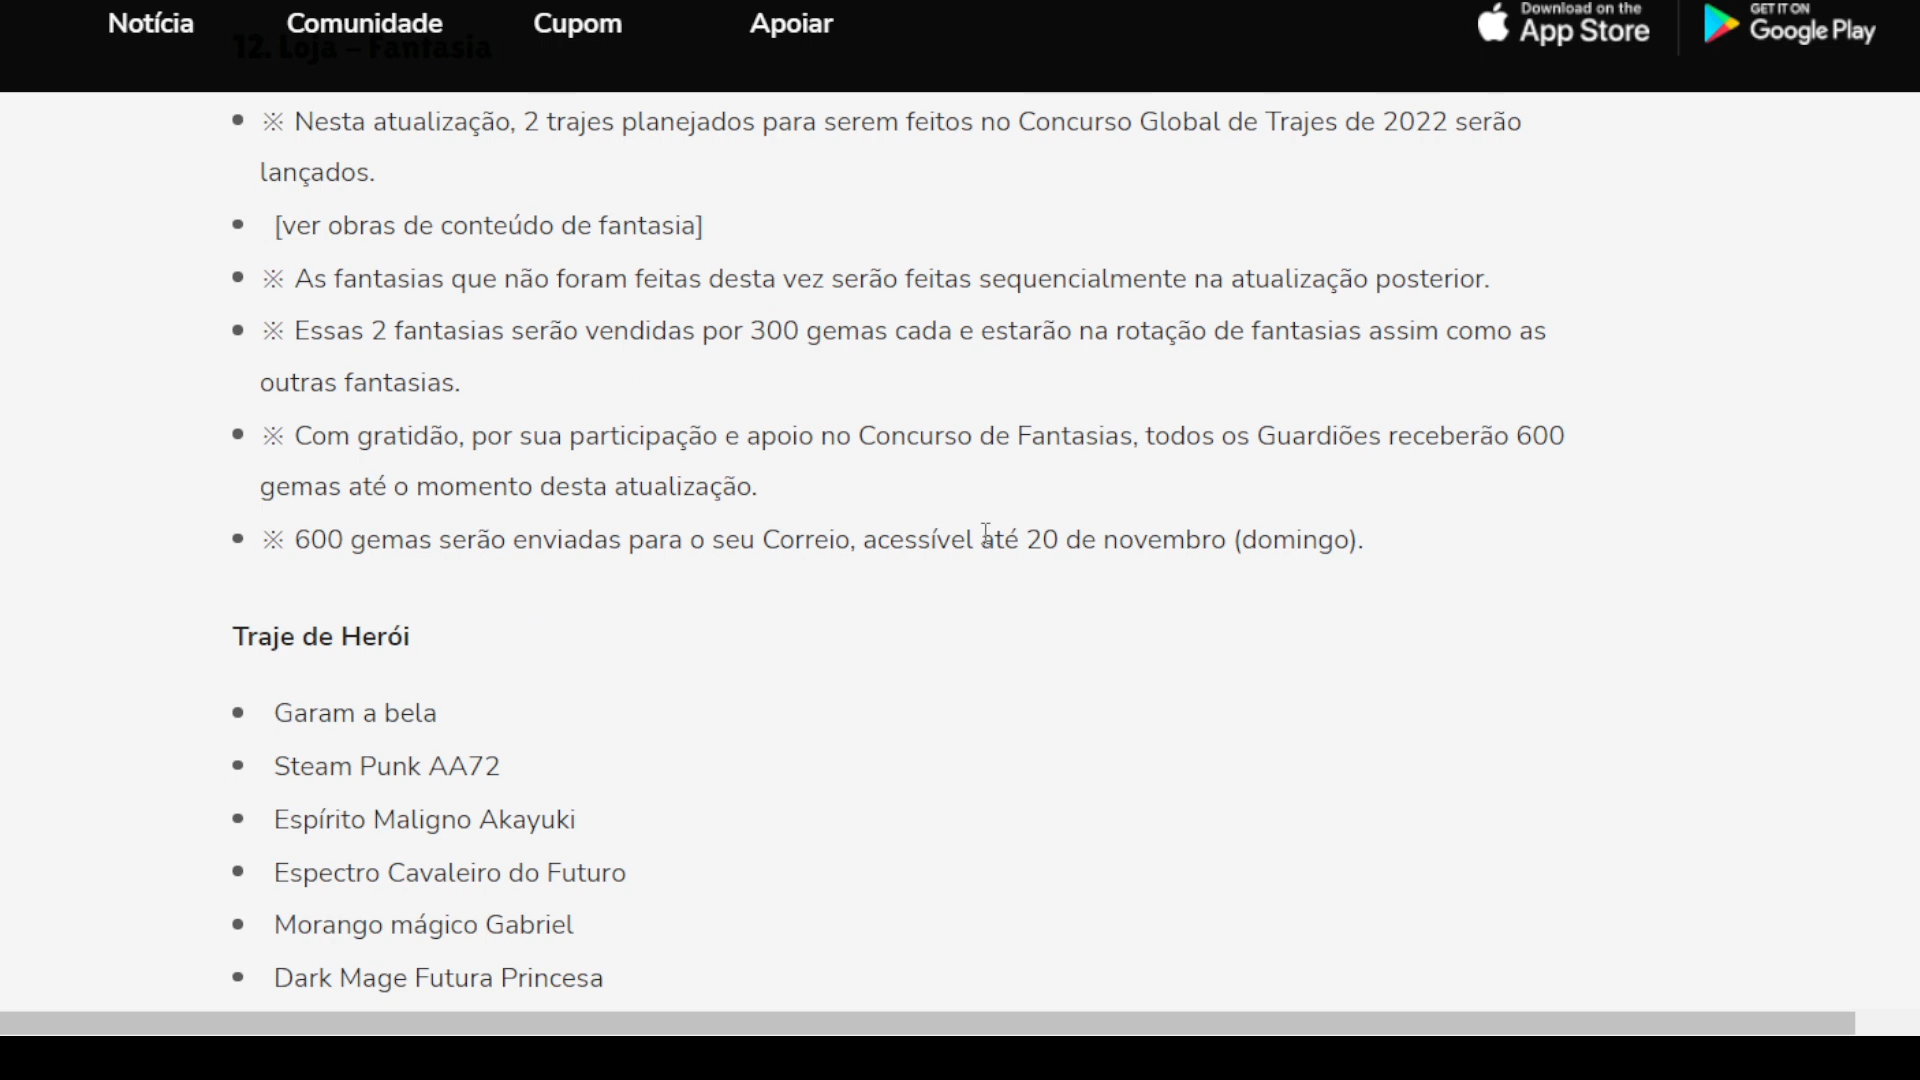 Notícia Comunidade Cupom Apoiar Download on the App Store GET IT ON Google Play
12. Loja – Fantasia
※ Nesta atualização, 2 trajes planejados para serem feitos no Concurso Global de Trajes de 2022 serão
lançados.
[ver obras de conteúdo de fantasia]
※ As fantasias que não foram feitas desta vez serão feitas sequencialmente na atualização posterior.
※ Essas 2 fantasias serão vendidas por 300 gemas cada e estarão na rotação de fantasias assim como as
outras fantasias.
※ Com gratidão, por sua participação e apoio no Concurso de Fantasias, todos os Guardiões receberão 600
gemas até o momento desta atualização.
※ 600 gemas serão enviadas para o seu Correio, acessível até 20 de novembro (domingo).
Traje de Herói
Garam a bela
Steam Punk AA72
Espírito Maligno Akayuki
Espectro Cavaleiro do Futuro
Morango mágico Gabriel
Dark Mage Futura Princesa